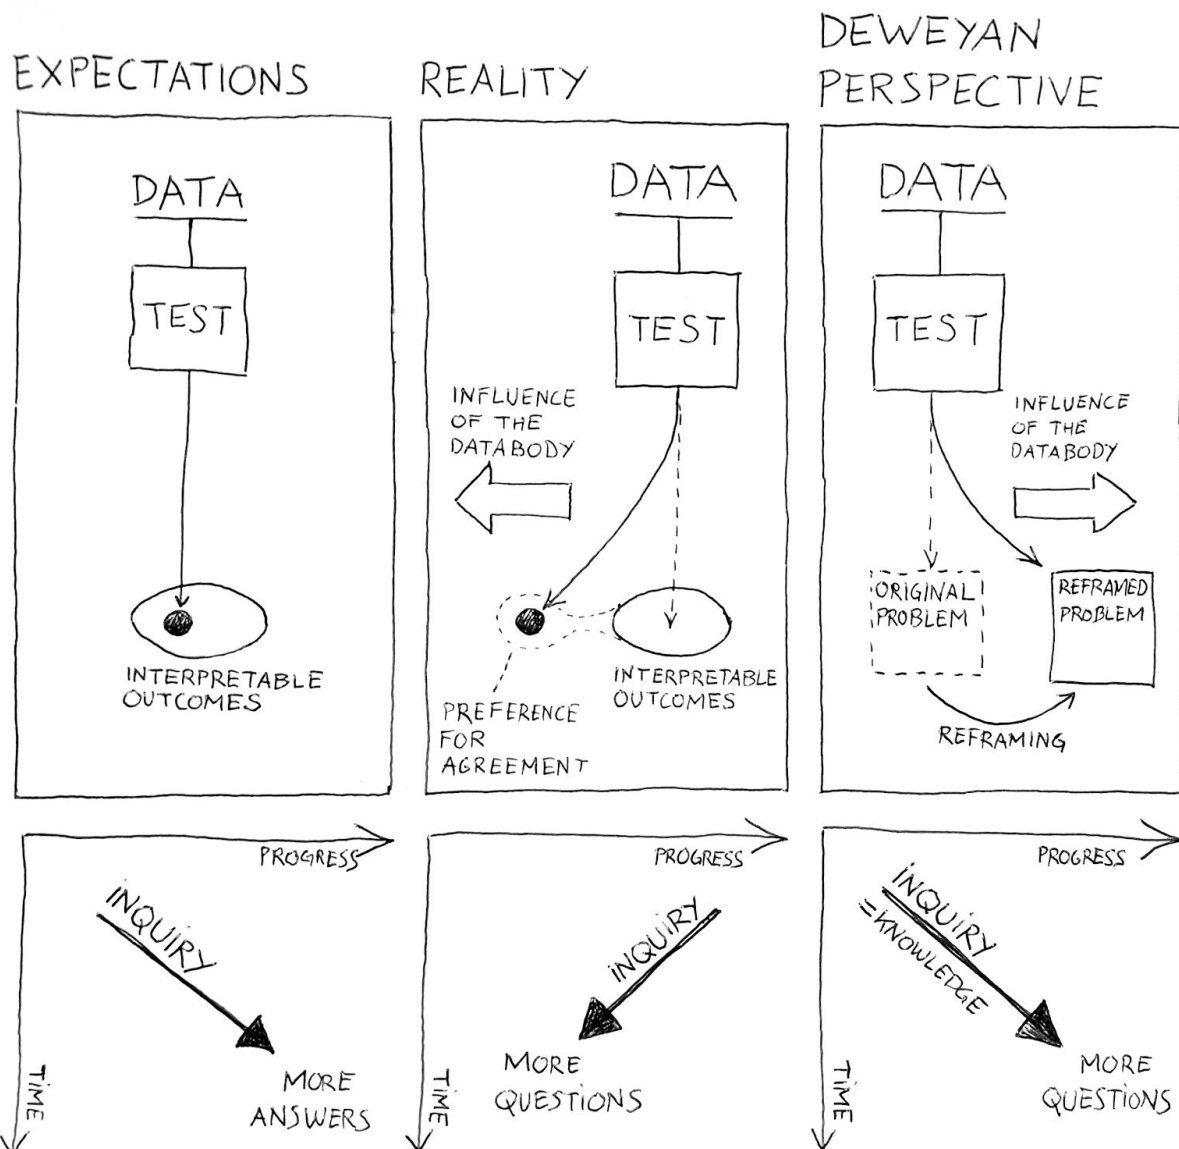 EXPECTATIONS
DATA
TEST
INTERPRETABLE
OUTCOMES
PROGRESS
INQUIRY
MORE
ANSWERS
TIME
REALITY
DATA
TEST
INFLUENCE
OF THE
DATABODY
INTERPRETABLE
OUTCOMES
PREFERENCE
FOR
AGREEMENT
PROGRESS
INQUIRY
MORE
QUESTIONS
TIME
DEWEYAN
PERSPECTIVE
DATA
TEST
INFLUENCE
OF THE
DATABODY
ORIGINAL
PROBLEM
REFRAMED
PROBLEM
REFRAMING
PROGRESS
INQUIRY
=KNOWLEDGE
MORE
QUESTIONS
TIME